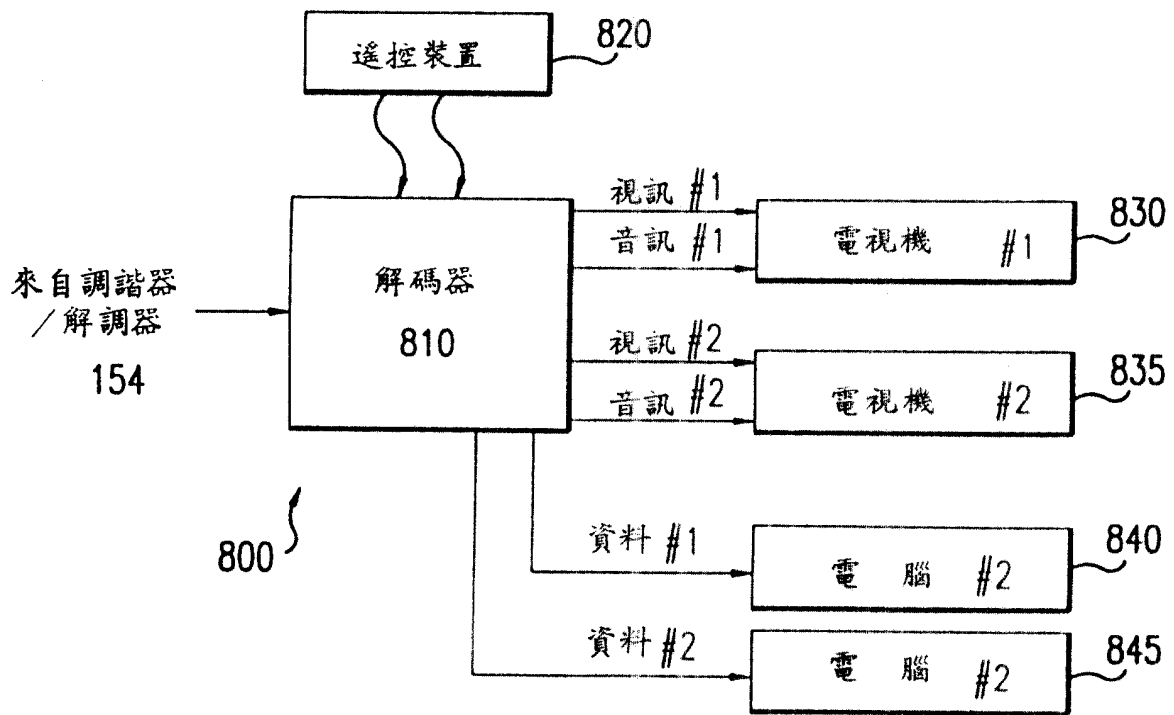 遙控裝置
820
視訊 #1
音訊 #1
電視機 #1
830
來自調諧器
/解調器
154
解碼器
810
視訊 #2
音訊 #2
電視機 #2
835
800
資料 #1
電腦 #2
840
資料 #2
電腦 #2
845